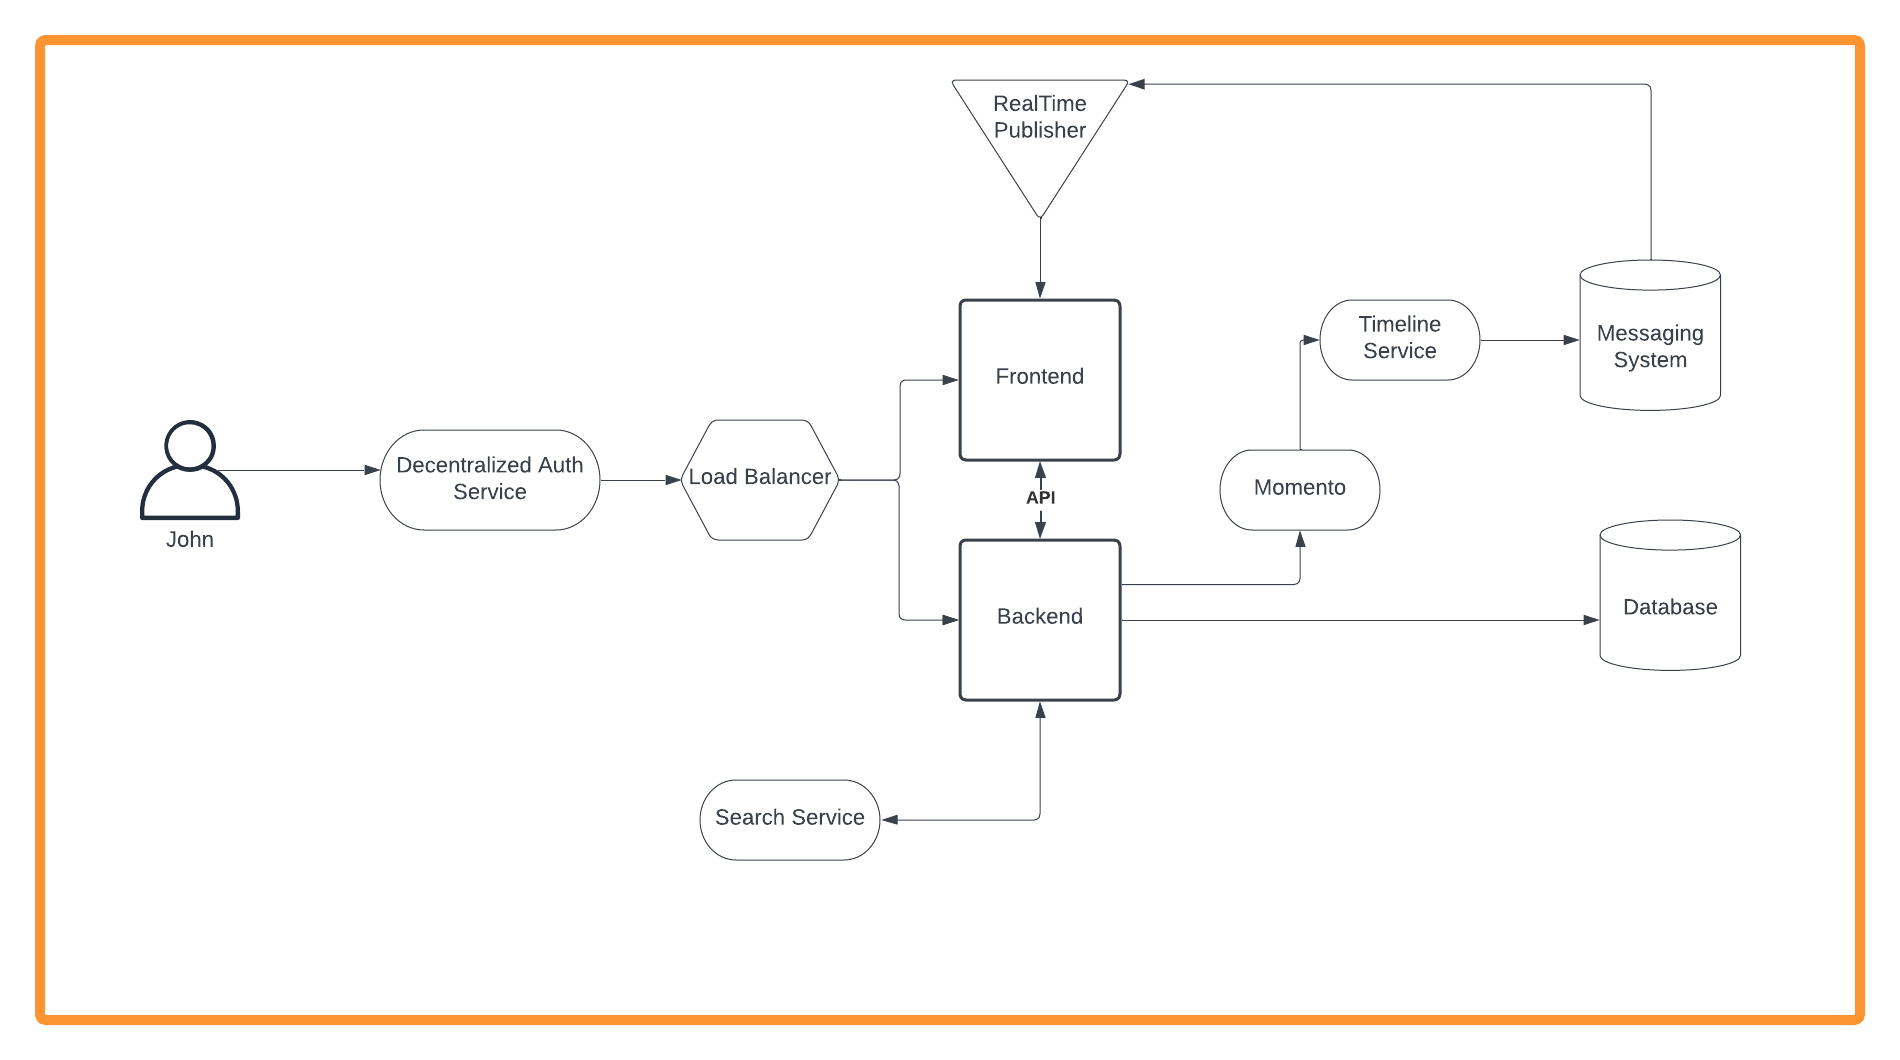 RealTime
Publisher
Timeline
Service
Messaging
System
Frontend
Decentralized Auth
Service
Load Balancer
API
Momento
John
Backend
Database
Search Service